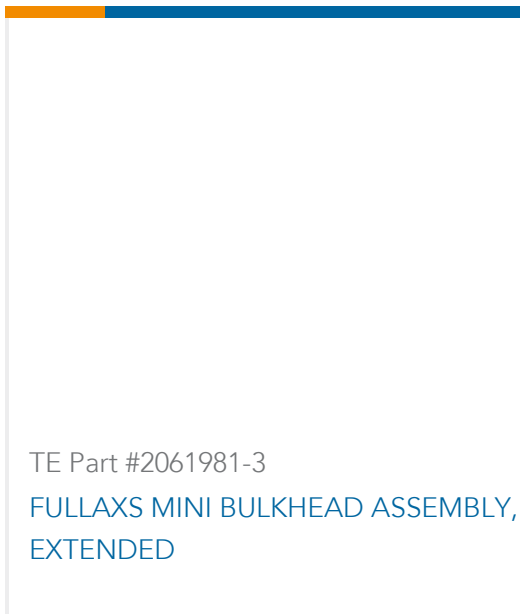 TE Part #2061981-3
FULLAXS MINI BULKHEAD ASSEMBLY,
EXTENDED